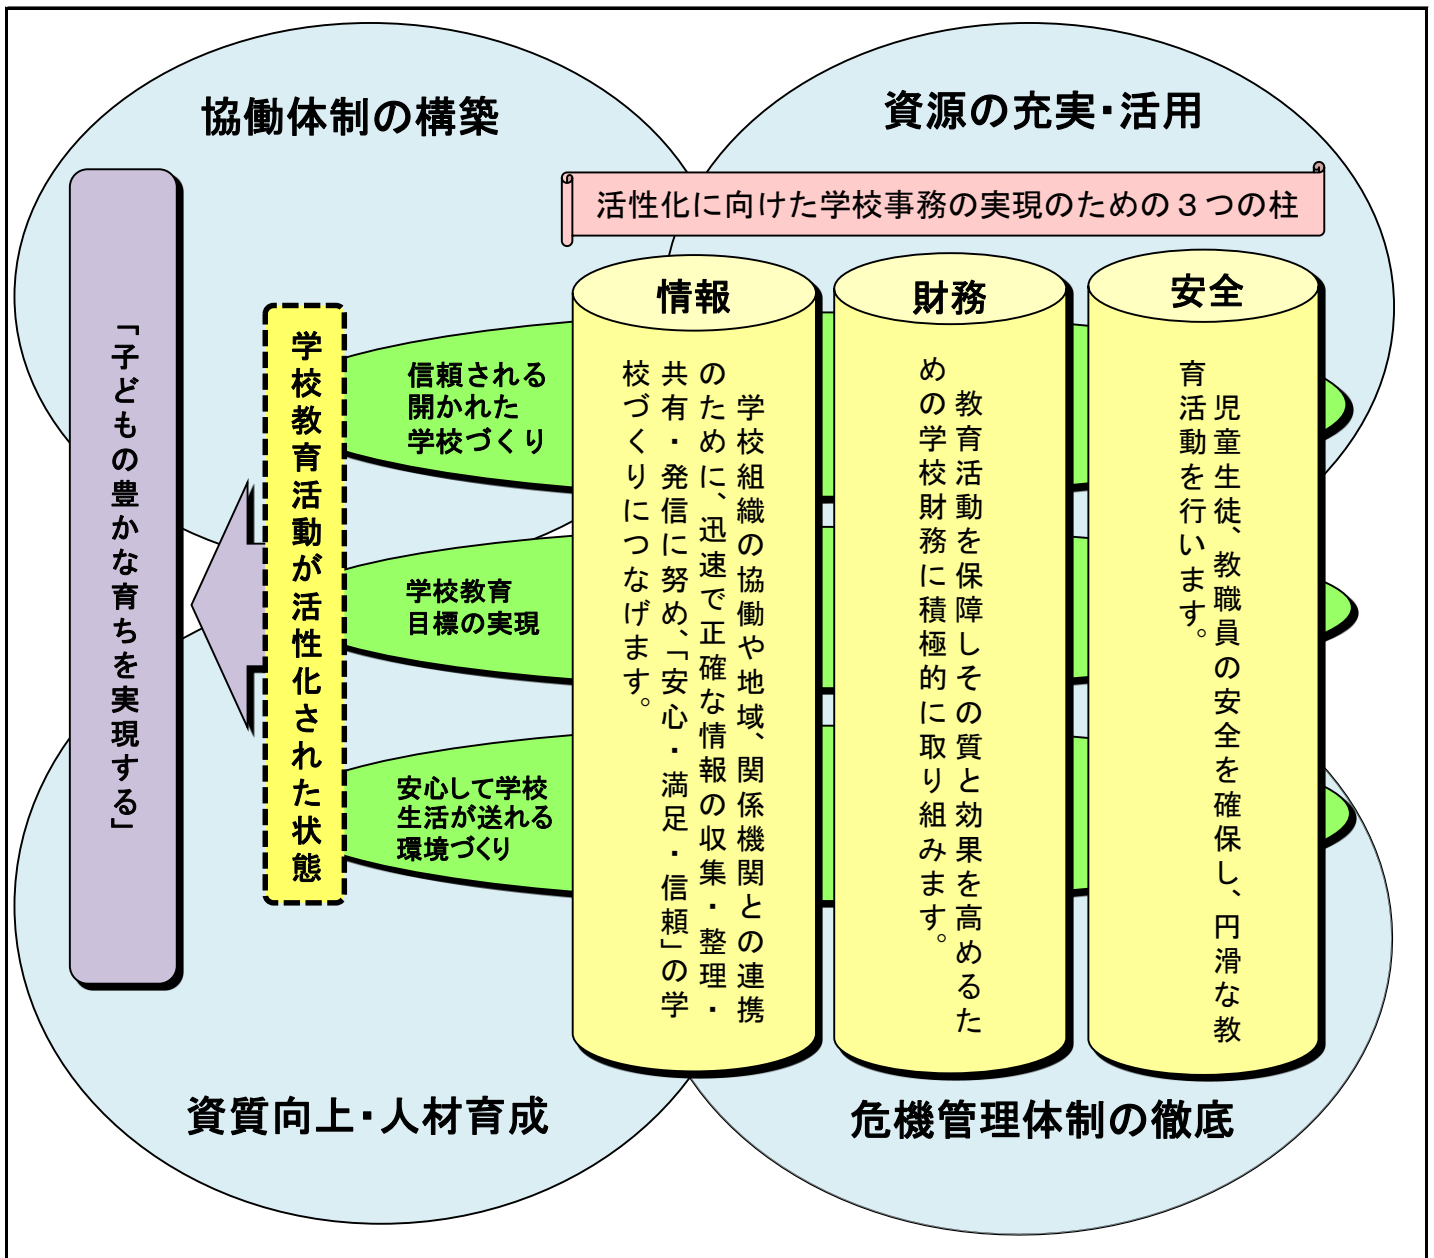 協働体制の構築
資源の充実・活用
活性化に向けた学校事務の実現のための３つの柱
情報
財務
安全
学校組織の協働や地域、関係機関との連携
のために、迅速で正確な情報の収集・整理・
共有・発信に努め、「安心・満足・信頼」の学
校づくりにつなげます。
教育活動を保障しその質と効果を高めるた
めの学校財務に積極的に取り組みます。
児童生徒、教職員の安全を確保し、円滑な教
育活動を行います。
信頼される
開かれた
学校づくり
学校教育
目標の実現
安心して学校
生活が送れる
環境づくり
学校教育活動が活性化された状態
「子どもの豊かな育ちを実現する」
資質向上・人材育成
危機管理体制の徹底